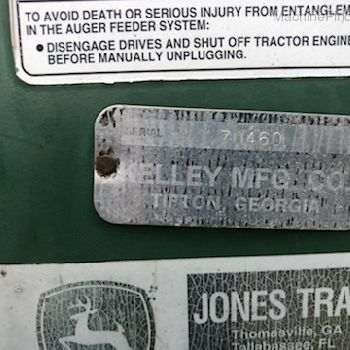 MachineFin
TO AVOID DEATH OR SERIOUS INJURY FROM ENTANGLEM
IN THE AUGER FEEDER SYSTEM:
• DISENGAGE DRIVES AND SHUT OFF TRACTOR ENGINE
BEFORE MANUALLY UNPLUGGING.
SERIAL 70460
KELLEY MFG. CO.
TIFTON, GEORGIA
JONES TRA
Thomasville, GA
Tallahassee, FL